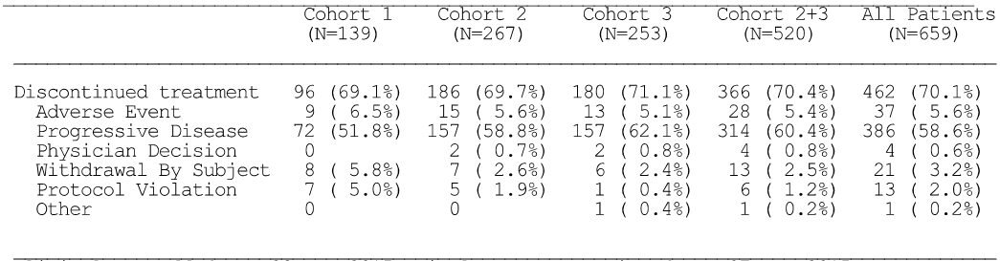 Cohort 1 Cohort 2 Cohort 3 Cohort 2+3 All Patients
(N=139) (N=267) (N=253) (N=520) (N=659)
Discontinued treatment 96 (69.1%) 186 (69.7%) 180 (71.1%) 366 (70.4%) 462 (70.1%)
Adverse Event 9 ( 6.5%) 15 ( 5.6%) 13 ( 5.1%) 28 ( 5.4%) 37 ( 5.6%)
Progressive Disease 72 (51.8%) 157 (58.8%) 157 (62.1%) 314 (60.4%) 386 (58.6%)
Physician Decision 0 2 ( 0.7%) 2 ( 0.8%) 4 ( 0.8%) 4 ( 0.6%)
Withdrawal By Subject 8 ( 5.8%) 7 ( 2.6%) 6 ( 2.4%) 13 ( 2.5%) 21 ( 3.2%)
Protocol Violation 7 ( 5.0%) 5 ( 1.9%) 1 ( 0.4%) 6 ( 1.2%) 13 ( 2.0%)
Other 0 0 1 ( 0.4%) 1 ( 0.2%) 1 ( 0.2%)